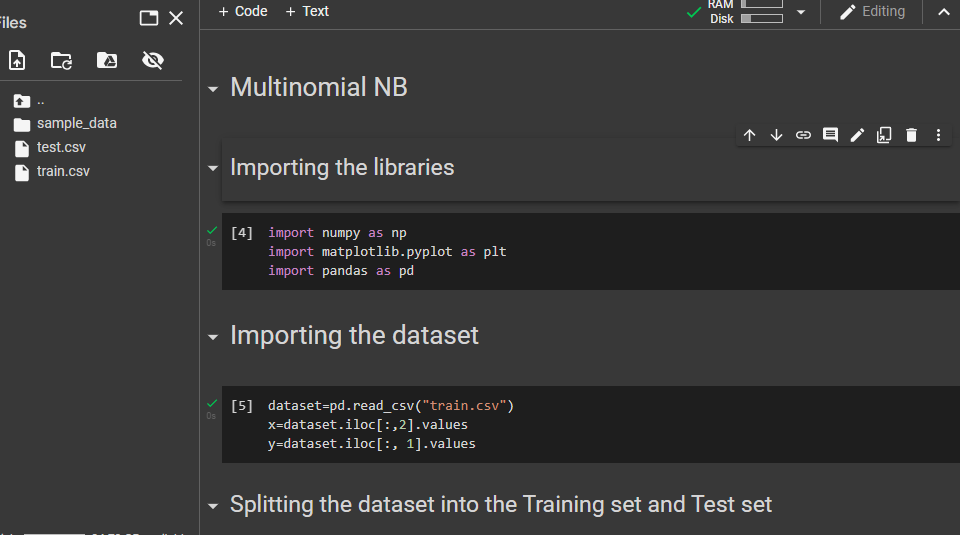 Files
+ Code + Text
RAM
Disk
Editing
..
sample_data
test.csv
train.csv
Multinomial NB
Importing the libraries
0s
[4] import numpy as np
import matplotlib.pyplot as plt
import pandas as pd
Importing the dataset
0s
[5] dataset=pd.read_csv("train.csv")
x=dataset.iloc[:,2].values
y=dataset.iloc[:, 1].values
Splitting the dataset into the Training set and Test set